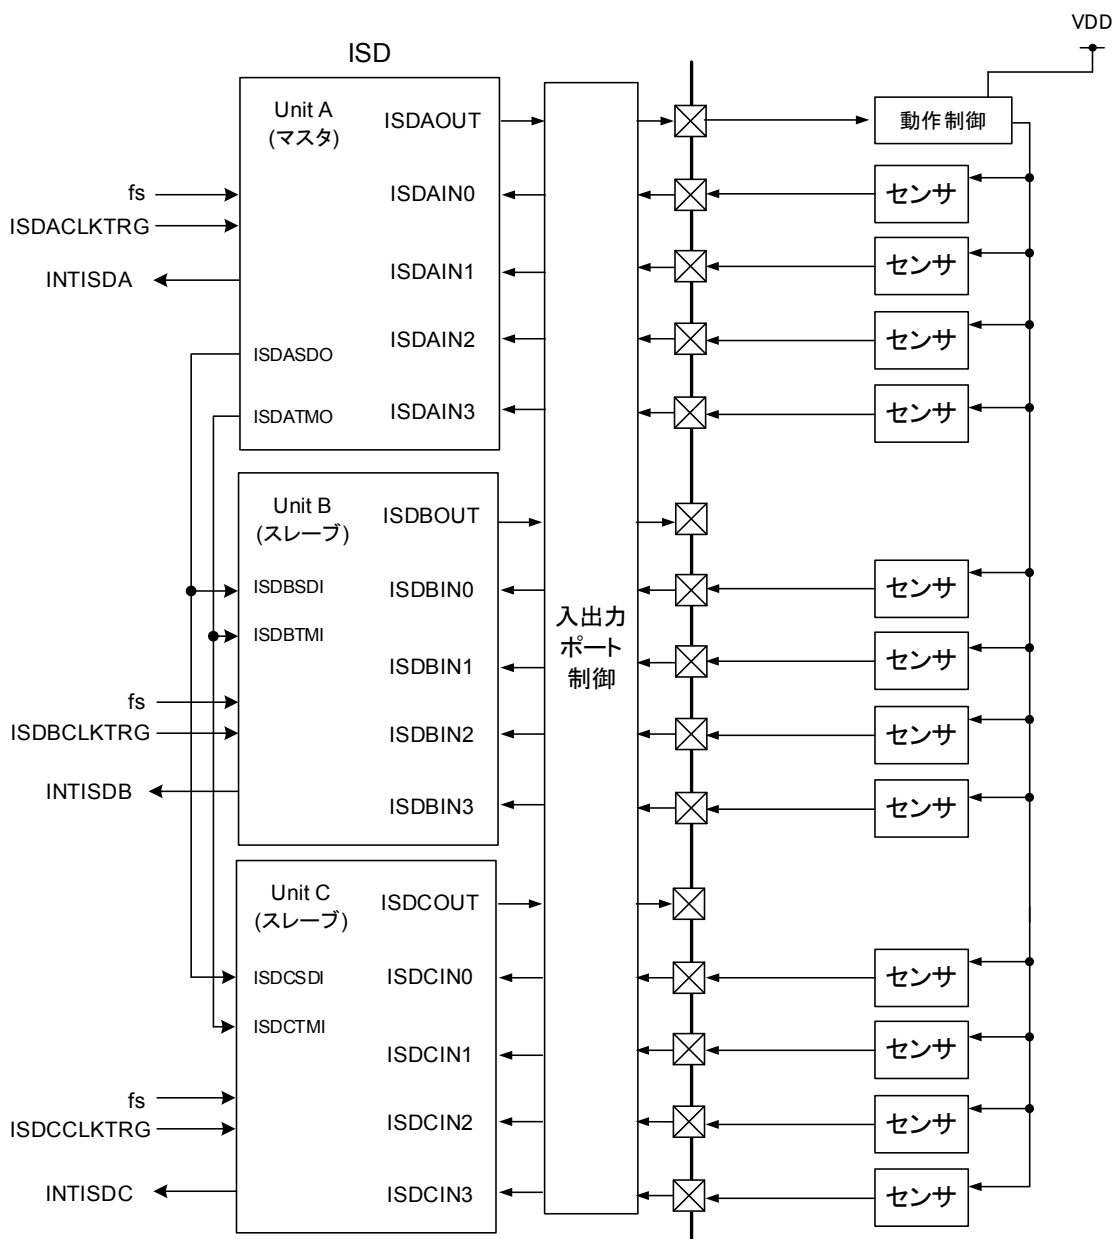 VDD
ISD
Unit A
(マスタ)
ISDAOUT
動作制御
fs
ISDACLKTRG
INTISDA
ISDAIN0
センサ
ISDAIN1
センサ
ISDAIN2
センサ
ISDASDO
ISDATMO
ISDAIN3
センサ
Unit B
(スレーブ)
ISDBOUT
ISDBSDI
ISDBIN0
センサ
ISDBTMI
入出力
ポート
制御
ISDBIN1
センサ
fs
ISDBCLKTRG
ISDBIN2
センサ
INTISDB
ISDBIN3
センサ
Unit C
(スレーブ)
ISDCOUT
ISDCSDI
ISDCIN0
センサ
ISDCTMI
ISDCIN1
センサ
fs
ISDCCLKTRG
ISDCIN2
センサ
INTISDC
ISDCIN3
センサ